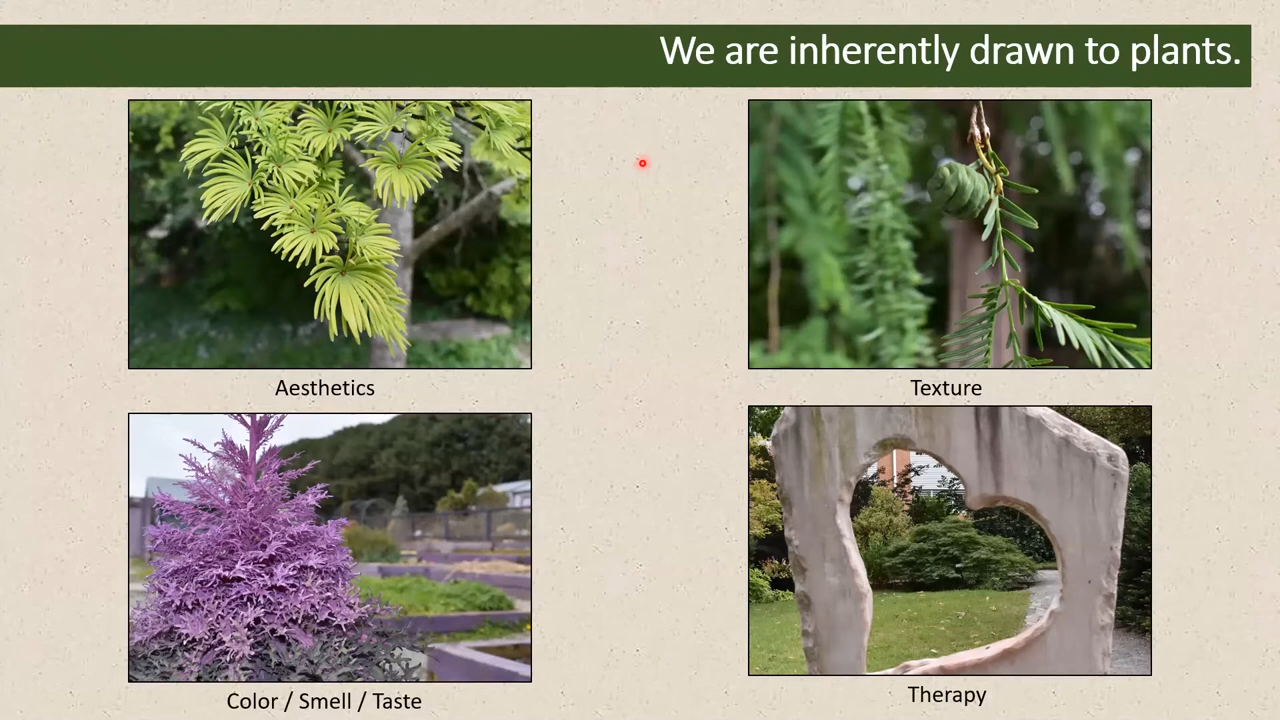 We are inherently drawn to plants.
Aesthetics
Texture
Color / Smell / Taste
Therapy